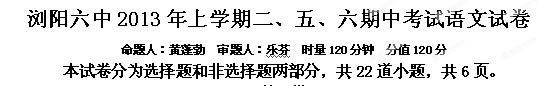 浏阳六中2013年上学期二、五、六期中考试语文试卷
命题人：黄莲勃 审题人：乐芬 时量120分钟 分值120分
本试卷分为选择题和非选择题两部分，共22道小题，共6页。